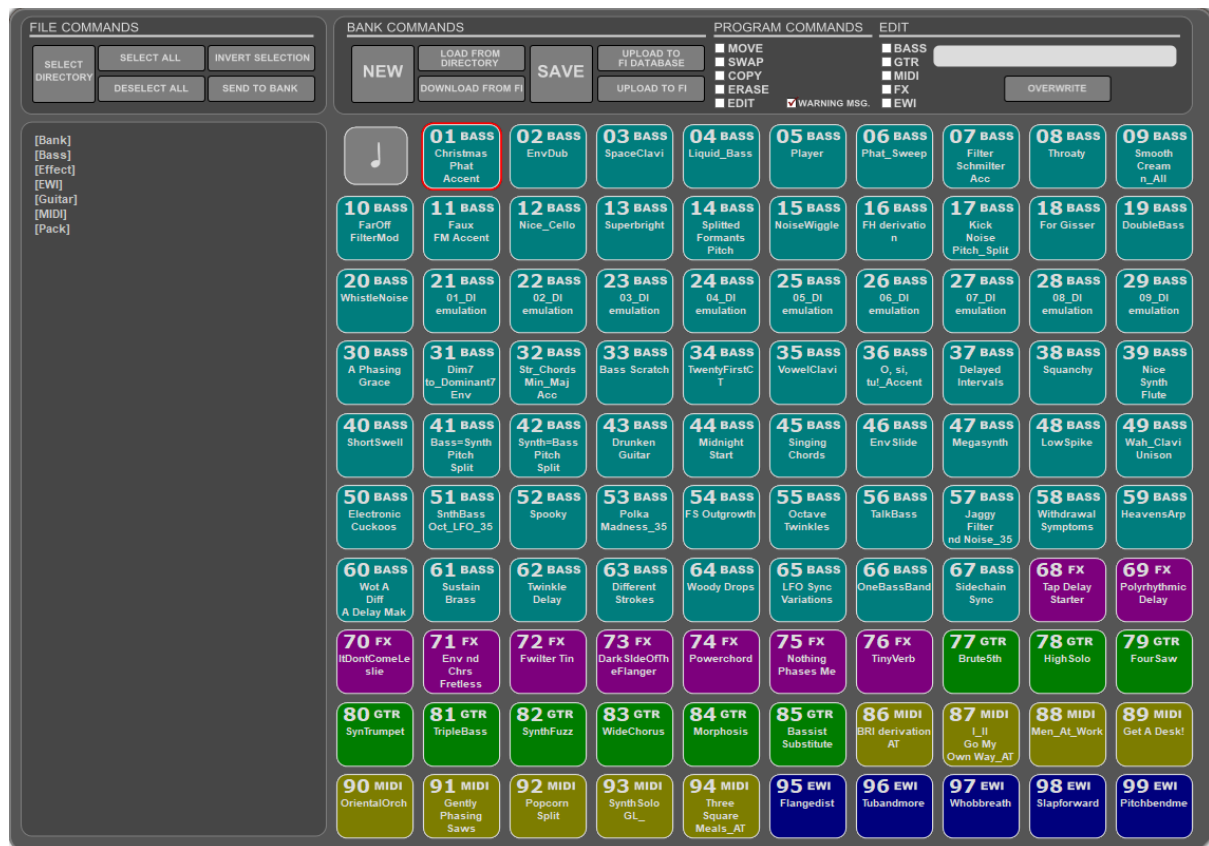 FILE COMMANDS
SELECT DIRECTORY
SELECT ALL
INVERT SELECTION
DESELECT ALL
SEND TO BANK
BANK COMMANDS
NEW
LOAD FROM DIRECTORY
DOWNLOAD FROM FI
SAVE
UPLOAD TO FI DATABASE
UPLOAD TO FI
PROGRAM COMMANDS
MOVE
SWAP
COPY
ERASE
EDIT
WARNING MSG.
EDIT
BASS
GTR
MIDI
FX
EWI
OVERWRITE
[Bank]
[Bass]
[Effect]
[EWI]
[Guitar]
[MIDI]
[Pack]
01 BASS
Christmas
Phat
Accent
02 BASS
EnvDub
03 BASS
SpaceClavi
04 BASS
Liquid_Bass
05 BASS
Player
06 BASS
Phat_Sweep
07 BASS
Filter
Schmilter
Acc
08 BASS
Throaty
09 BASS
Smooth
Cream
n_All
10 BASS
FarOff
FilterMod
11 BASS
Faux
FM Accent
12 BASS
Nice_Cello
13 BASS
Superbright
14 BASS
Splitted
Formants
Pitch
15 BASS
NoiseWiggle
16 BASS
FH derivatio
n
17 BASS
Kick
Noise
Pitch_Split
18 BASS
For Gisser
19 BASS
DoubleBass
20 BASS
WhistleNoise
21 BASS
01_DI
emulation
22 BASS
02_DI
emulation
23 BASS
03_DI
emulation
24 BASS
04_DI
emulation
25 BASS
05_DI
emulation
26 BASS
06_DI
emulation
27 BASS
07_DI
emulation
28 BASS
08_DI
emulation
29 BASS
09_DI
emulation
30 BASS
A Phasing
Grace
31 BASS
Dim7
to_Dominant7
Env
32 BASS
Str_Chords
Min_Maj
Acc
33 BASS
Bass Scratch
34 BASS
TwentyFirstC
T
35 BASS
VowelClavi
36 BASS
O, si,
tu!_Accent
37 BASS
Delayed
Intervals
38 BASS
Squanchy
39 BASS
Nice
Synth
Flute
40 BASS
ShortSwell
41 BASS
Bass=Synth
Pitch
Split
42 BASS
Synth=Bass
Pitch
Split
43 BASS
Drunken
Guitar
44 BASS
Midnight
Start
45 BASS
Singing
Chords
46 BASS
EnvSlide
47 BASS
Megasynth
48 BASS
LowSpike
49 BASS
Wah_Clavi
Unison
50 BASS
Electronic
Cuckoos
51 BASS
SnthBass
Oct_LFO_35
52 BASS
Spooky
53 BASS
Polka
Madness_35
54 BASS
FS Outgrowth
55 BASS
Octave
Twinkles
56 BASS
TalkBass
57 BASS
Jaggy
Filter
nd Noise_35
58 BASS
Withdrawal
Symptoms
59 BASS
HeavensArp
60 BASS
Wot A
Diff
A Delay Mak
61 BASS
Sustain
Brass
62 BASS
Twinkle
Delay
63 BASS
Different
Strokes
64 BASS
Woody Drops
65 BASS
LFO Sync
Variations
66 BASS
OneBassBand
67 BASS
Sidechain
Sync
68 FX
Tap Delay
Starter
69 FX
Polyrhythmic
Delay
70 FX
ItDontComeLe
slie
71 FX
Env nd
Chrs
Fretless
72 FX
Fwilter Tin
73 FX
DarkSIdeOfTh
eFlanger
74 FX
Powerchord
75 FX
Nothing
Phases Me
76 FX
TinyVerb
77 GTR
Brute5th
78 GTR
HighSolo
79 GTR
FourSaw
80 GTR
SynTrumpet
81 GTR
TripleBass
82 GTR
SynthFuzz
83 GTR
WideChorus
84 GTR
Morphosis
85 GTR
Bassist
Substitute
86 MIDI
BRI derivation
AT
87 MIDI
I_II
Go My
Own Way_AT
88 MIDI
Men_At_Work
89 MIDI
Get A Desk!
90 MIDI
OrientalOrch
91 MIDI
Gently
Phasing
Saws
92 MIDI
Popcorn
Split
93 MIDI
SynthSolo
GL_
94 MIDI
Three
Square
Meals_AT
95 EWI
Flangedist
96 EWI
Tubandmore
97 EWI
Whobbreath
98 EWI
Slapforward
99 EWI
Pitchbendme